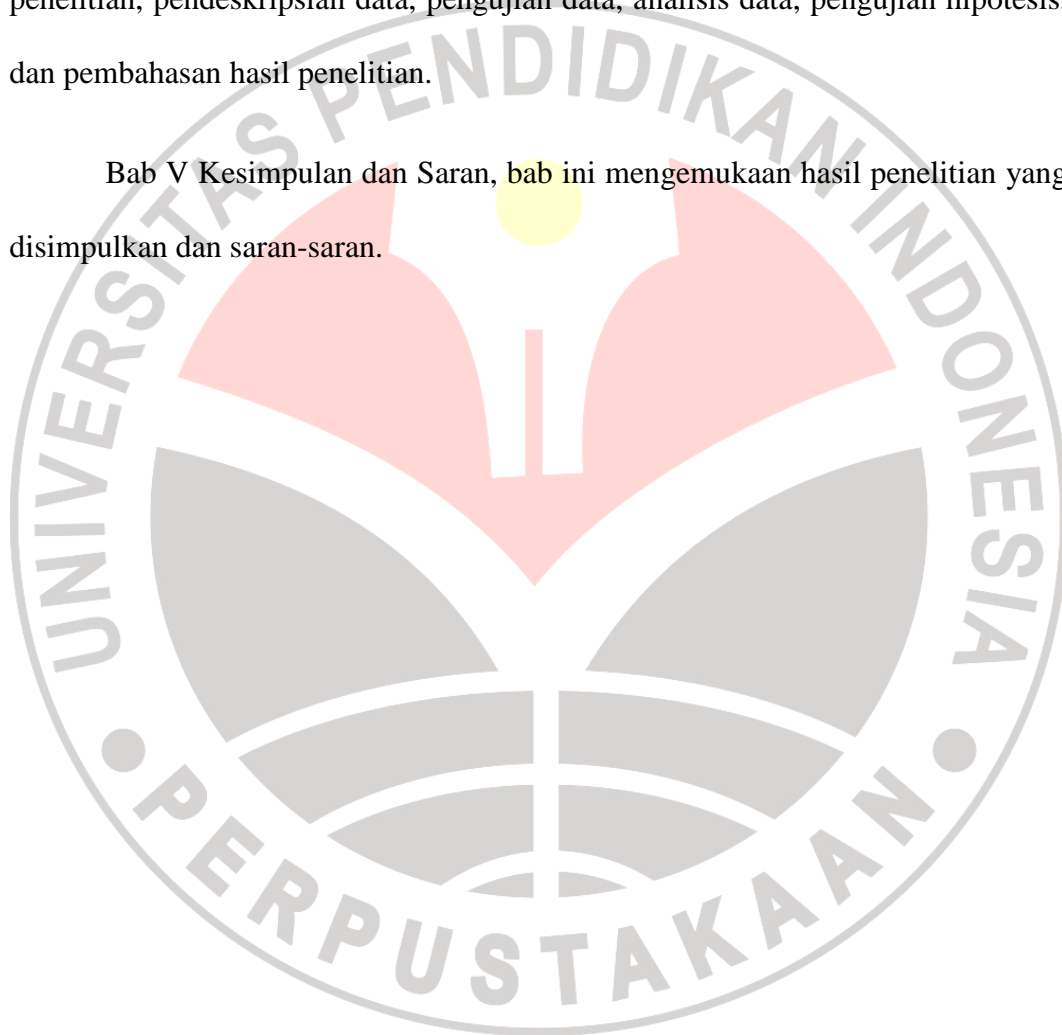 penelitian, pendeskripsian data, pengujian data, analisis data, pengujian hipotesis,
dan pembahasan hasil penelitian.
Bab V Kesimpulan dan Saran, bab ini mengemukaan hasil penelitian yang
disimpulkan dan saran-saran.
UNIVERSITAS PENDIDIKAN INDONESIA
PERPUSTAKAAN